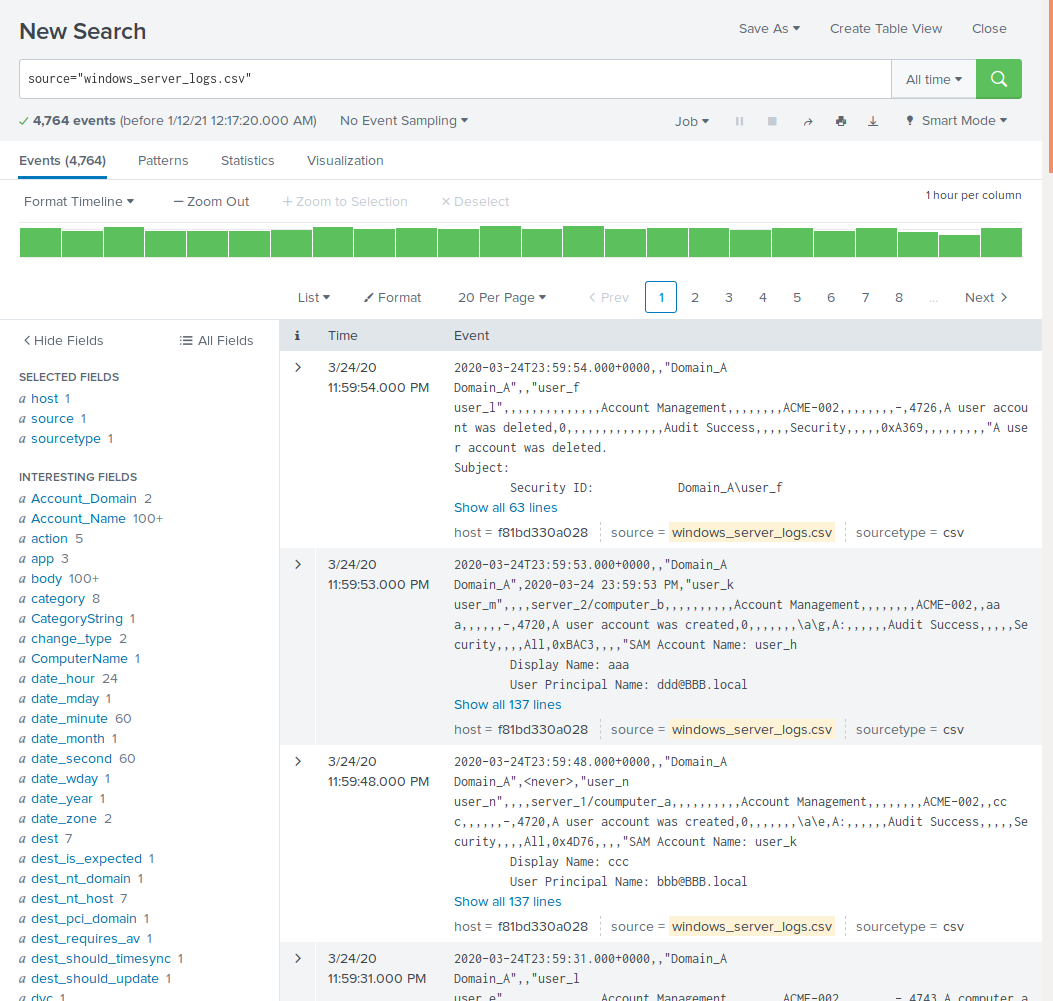 New Search
Save As
Create Table View
Close
source="windows_server_logs.csv"
All time
4,764 events (before 1/12/21 12:17:20.000 AM)
No Event Sampling
Job
Smart Mode
Events (4,764)
Patterns
Statistics
Visualization
Format Timeline
Zoom Out
+ Zoom to Selection
× Deselect
1 hour per column
List
Format
20 Per Page
< Prev
1
2
3
4
5
6
7
8
...
Next >
< Hide Fields
All Fields
SELECTED FIELDS
a host 1
a source 1
a sourcetype 1
INTERESTING FIELDS
a Account_Domain 2
a Account_Name 100+
a action 5
a app 3
a body 100+
a category 8
a CategoryString 1
a change_type 2
a ComputerName 1
a date_hour 24
a date_mday 1
a date_minute 60
a date_month 1
a date_second 60
a date_wday 1
a date_year 1
a date_zone 2
a dest 7
a dest_is_expected 1
a dest_nt_domain 1
a dest_nt_host 7
a dest_pci_domain 1
a dest_requires_av 1
a dest_should_timesync 1
a dest_should_update 1
a dvc 1
i
Time
Event
3/24/20
11:59:54.000 PM
2020-03-24T23:59:54.000+0000,,"Domain_A
Domain_A",,"user_f
user_l",,,,,,,,,,,,,,Account Management,,,,,,,,ACME-002,,,,,,,,-,4726,A user accou
nt was deleted,0,,,,,,,,,,,,,,Audit Success,,,,,Security,,,,,0xA369,,,,,,,,,"A use
r account was deleted.
Subject:
Security ID: Domain_A\user_f
Show all 63 lines
host = f81bd330a028
source = windows_server_logs.csv
sourcetype = csv
3/24/20
11:59:53.000 PM
2020-03-24T23:59:53.000+0000,,"Domain_A
Domain_A",2020-03-24 23:59:53 PM,"user_k
user_m",,,,server_2/computer_b,,,,,,,,,,Account Management,,,,,,,,ACME-002,,aa
a,,,,,,-,4720,A user account was created,0,,,,,,,\a\g,A:,,,,,,Audit Success,,,,,Se
curity,,,,All,0xBAC3,,,,"SAM Account Name: user_h
Display Name: aaa
User Principal Name: ddd@BBB.local
Show all 137 lines
host = f81bd330a028
source = windows_server_logs.csv
sourcetype = csv
3/24/20
11:59:48.000 PM
2020-03-24T23:59:48.000+0000,,"Domain_A
Domain_A",<never>,"user_n
user_n",,,,server_1/coumputer_a,,,,,,,,,,Account Management,,,,,,,,ACME-002,,cc
c,,,,,,-,4720,A user account was created,0,,,,,,,\a\e,A:,,,,,,Audit Success,,,,,Se
curity,,,,All,0x4D76,,,,"SAM Account Name: user_k
Display Name: ccc
User Principal Name: bbb@BBB.local
Show all 137 lines
host = f81bd330a028
source = windows_server_logs.csv
sourcetype = csv
3/24/20
11:59:31.000 PM
2020-03-24T23:59:31.000+0000,,"Domain_A
Domain_A",,"user_l
user_e",,,,,,,,,,,,,,Account Management,,,,,,,,ACME-002,,,,,,,,-,4743,A computer a